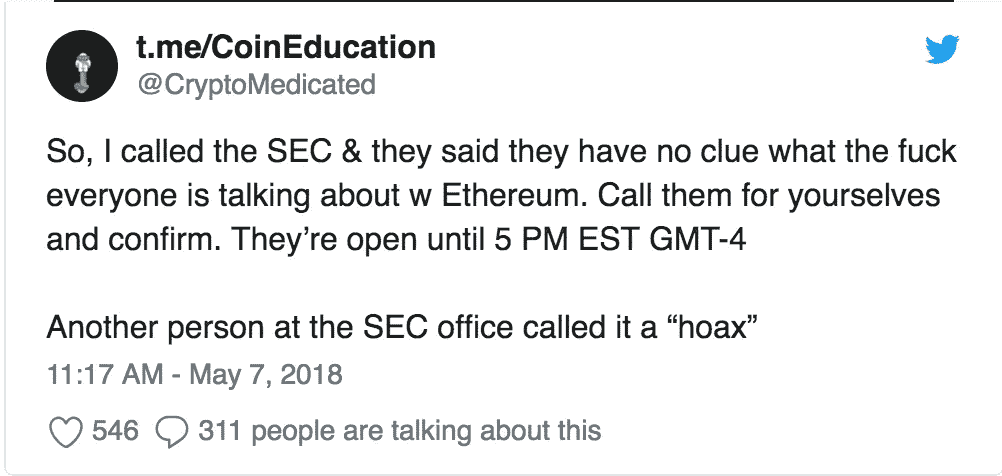 t.me/CoinEducation
@CryptoMedicated
So, I called the SEC & they said they have no clue what the fuck
everyone is talking about w Ethereum. Call them for yourselves
and confirm. They’re open until 5 PM EST GMT-4
Another person at the SEC office called it a “hoax”
11:17 AM - May 7, 2018
546 311 people are talking about this